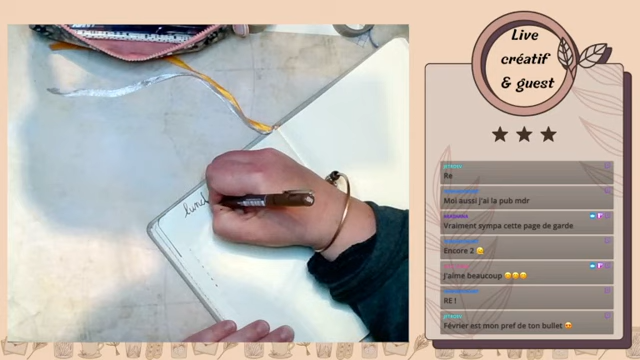 Live
créatif
& guest
lund
Re
Moi aussi j'ai la pub mdr
Vraiment sympa cette page de garde
Encore 2 😄
J'aime beaucoup 😊😊😊
RE !
Février est mon pref de ton bullet 😍